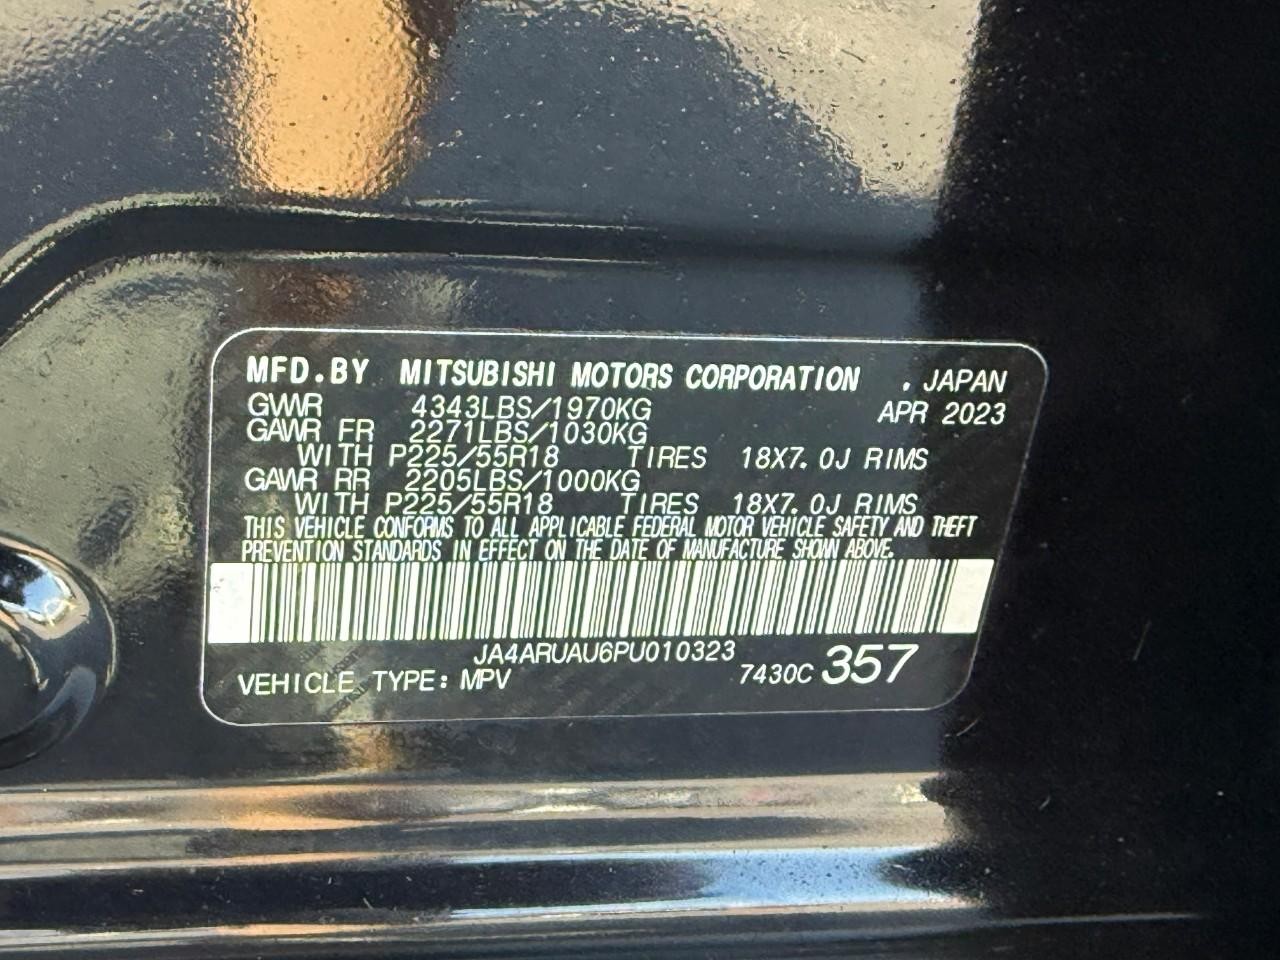 MFD.BY MITSUBISHI MOTORS CORPORATION . JAPAN
GVWR 4343LBS/1970KG APR 2023
GAWR FR 2271LBS/1030KG
WITH P225/55R18 TIRES 18X7.0J RIMS
GAWR RR 2205LBS/1000KG
WITH P225/55R18 TIRES 18X7.0J RIMS
THIS VEHICLE CONFORMS TO ALL APPLICABLE FEDERAL MOTOR VEHICLE SAFETY AND THEFT
PREVENTION STANDARDS IN EFFECT ON THE DATE OF MANUFACTURE SHOWN ABOVE.
JA4ARUAU6PU010323
VEHICLE TYPE: MPV 7430C 357